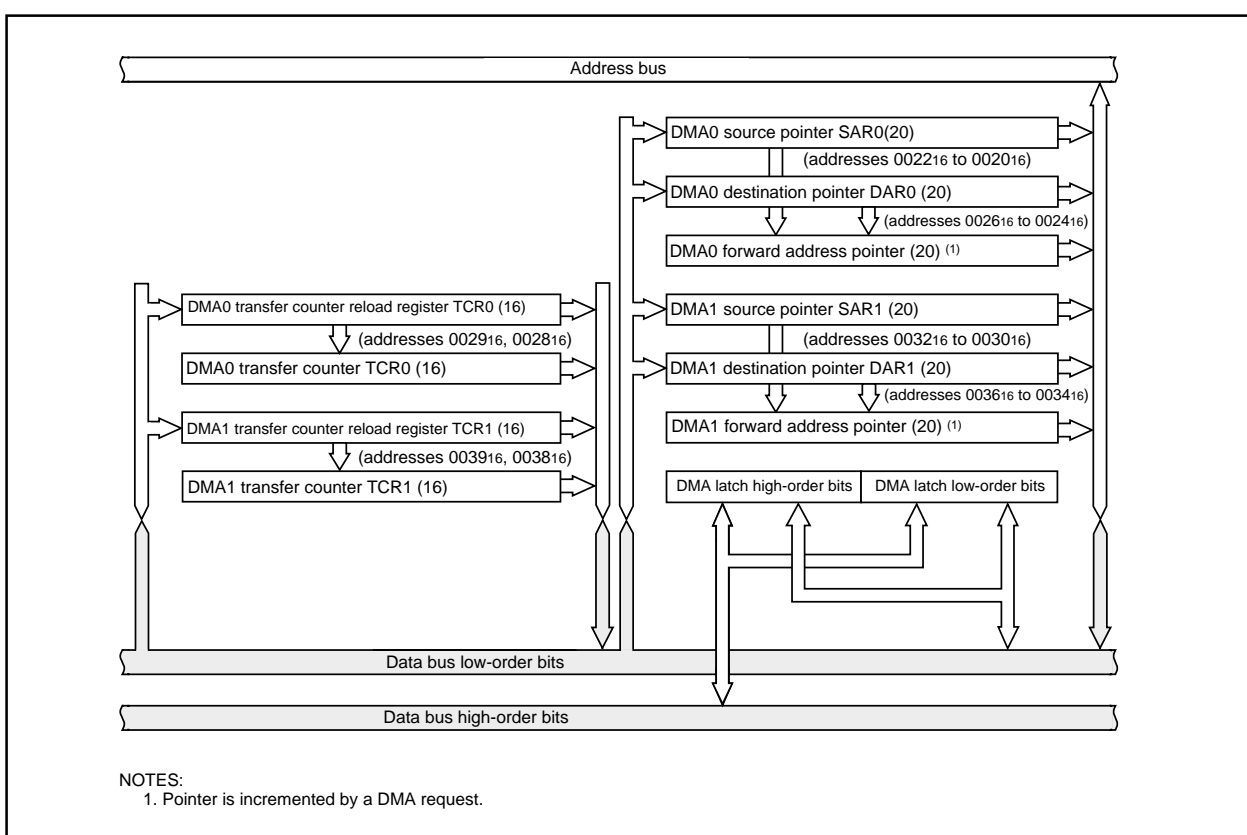 Address bus
DMA0 source pointer SAR0(20)
(addresses 002216 to 002016)
DMA0 destination pointer DAR0 (20)
(addresses 002616 to 002416)
DMA0 forward address pointer (20) (1)
DMA0 transfer counter reload register TCR0 (16)
(addresses 002916, 002816)
DMA0 transfer counter TCR0 (16)
DMA1 transfer counter reload register TCR1 (16)
(addresses 003916, 003816)
DMA1 transfer counter TCR1 (16)
DMA1 source pointer SAR1 (20)
(addresses 003216 to 003016)
DMA1 destination pointer DAR1 (20)
(addresses 003616 to 003416)
DMA1 forward address pointer (20) (1)
DMA latch high-order bits
DMA latch low-order bits
Data bus low-order bits
Data bus high-order bits
NOTES:
1. Pointer is incremented by a DMA request.